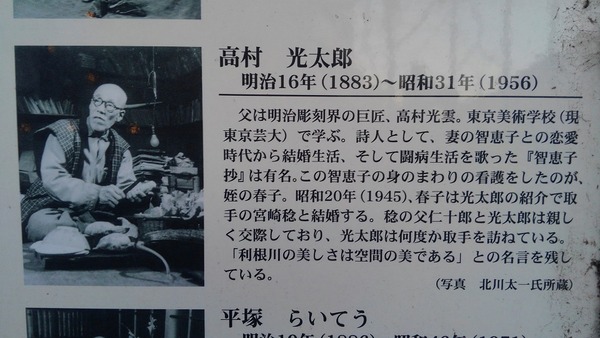 高村 光太郎
明治16年（1883）～昭和31年（1956）
父は明治彫刻界の巨匠、高村光雲。東京美術学校（現
東京芸大）で学ぶ。詩人として、妻の智恵子との恋愛
時代から結婚生活、そして闘病生活を歌った『智恵子
抄』は有名。この智恵子の身のまわりの看護をしたのが、
姪の春子。昭和20年（1945）、春子は光太郎の紹介で取
手の宮崎稔と結婚する。稔の父仁十郎と光太郎は親し
く交際しており、光太郎は何度か取手を訪ねている。
「利根川の美しさは空間の美である」との名言を残し
ている。
（写真 北川太一氏所蔵）
平塚 らいてう